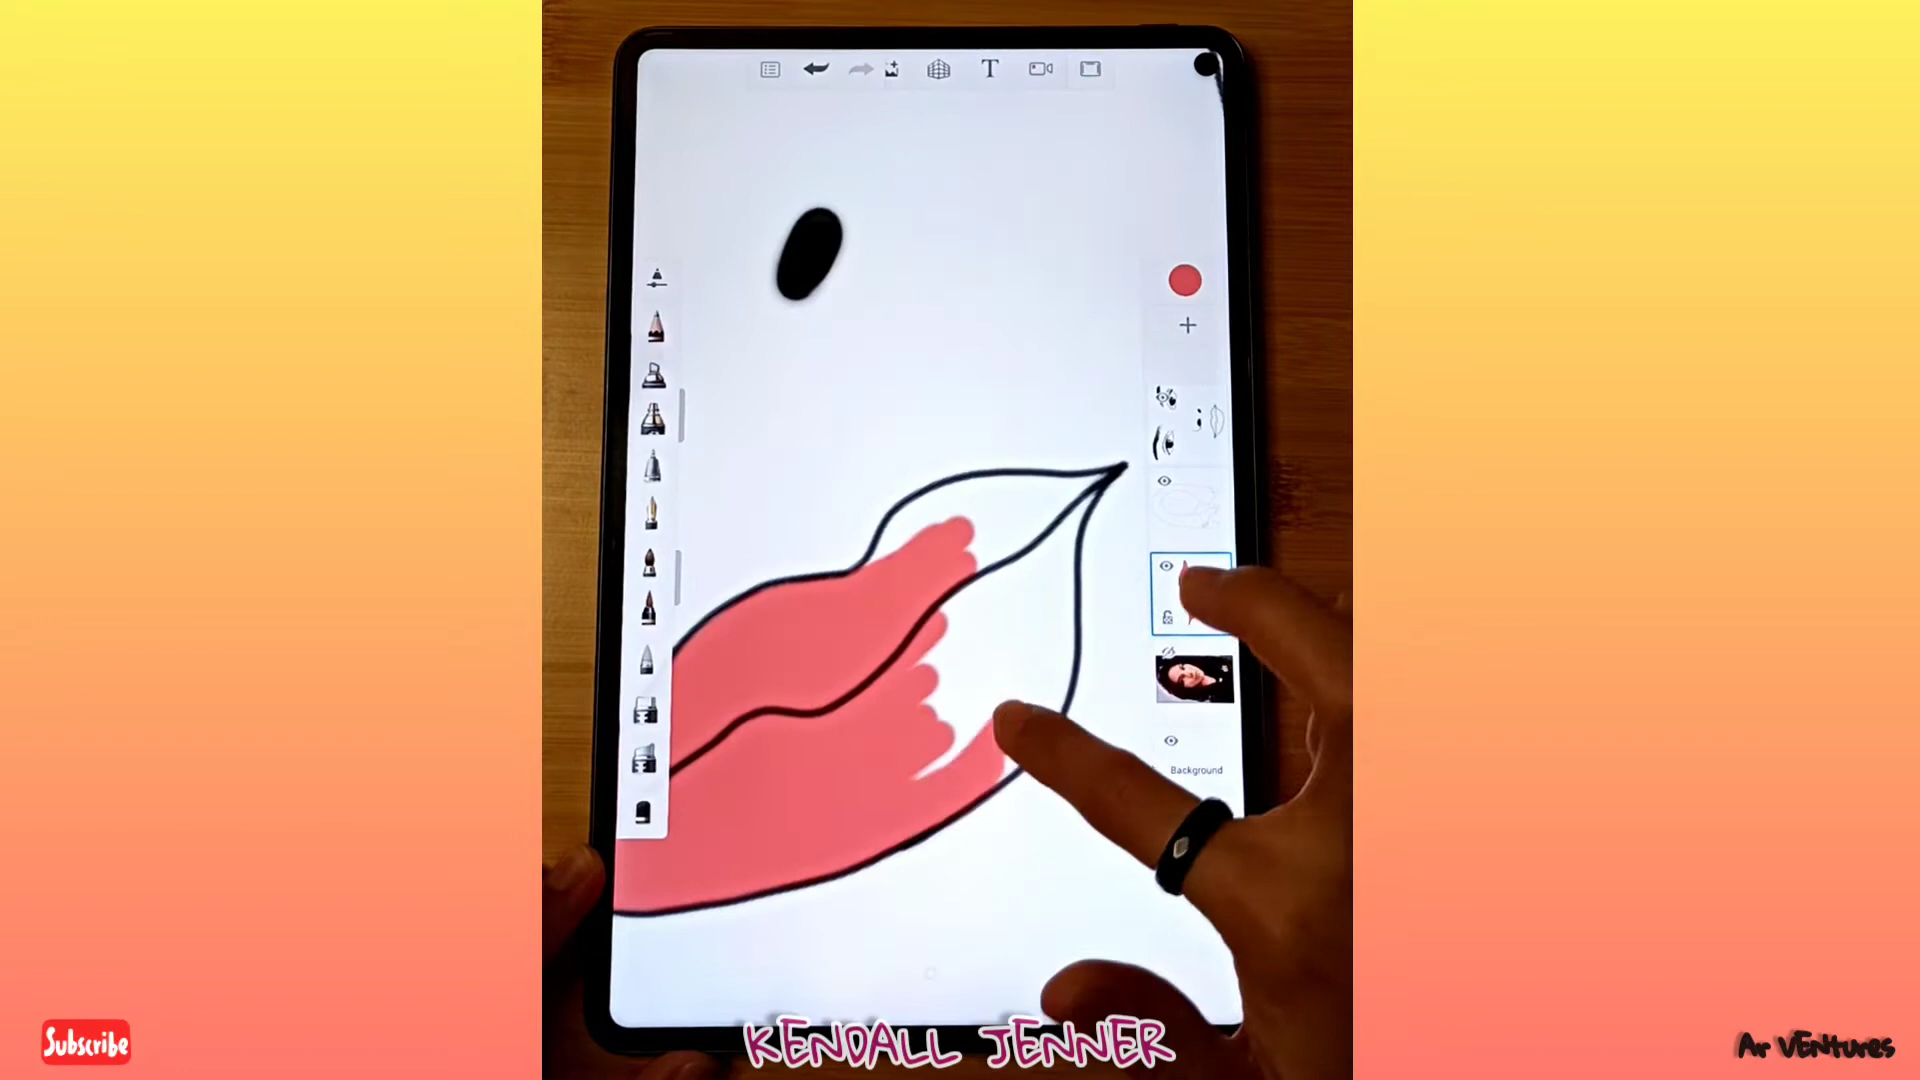 T
Background
Subscribe
KENDALL JENNER
Ar VENtures